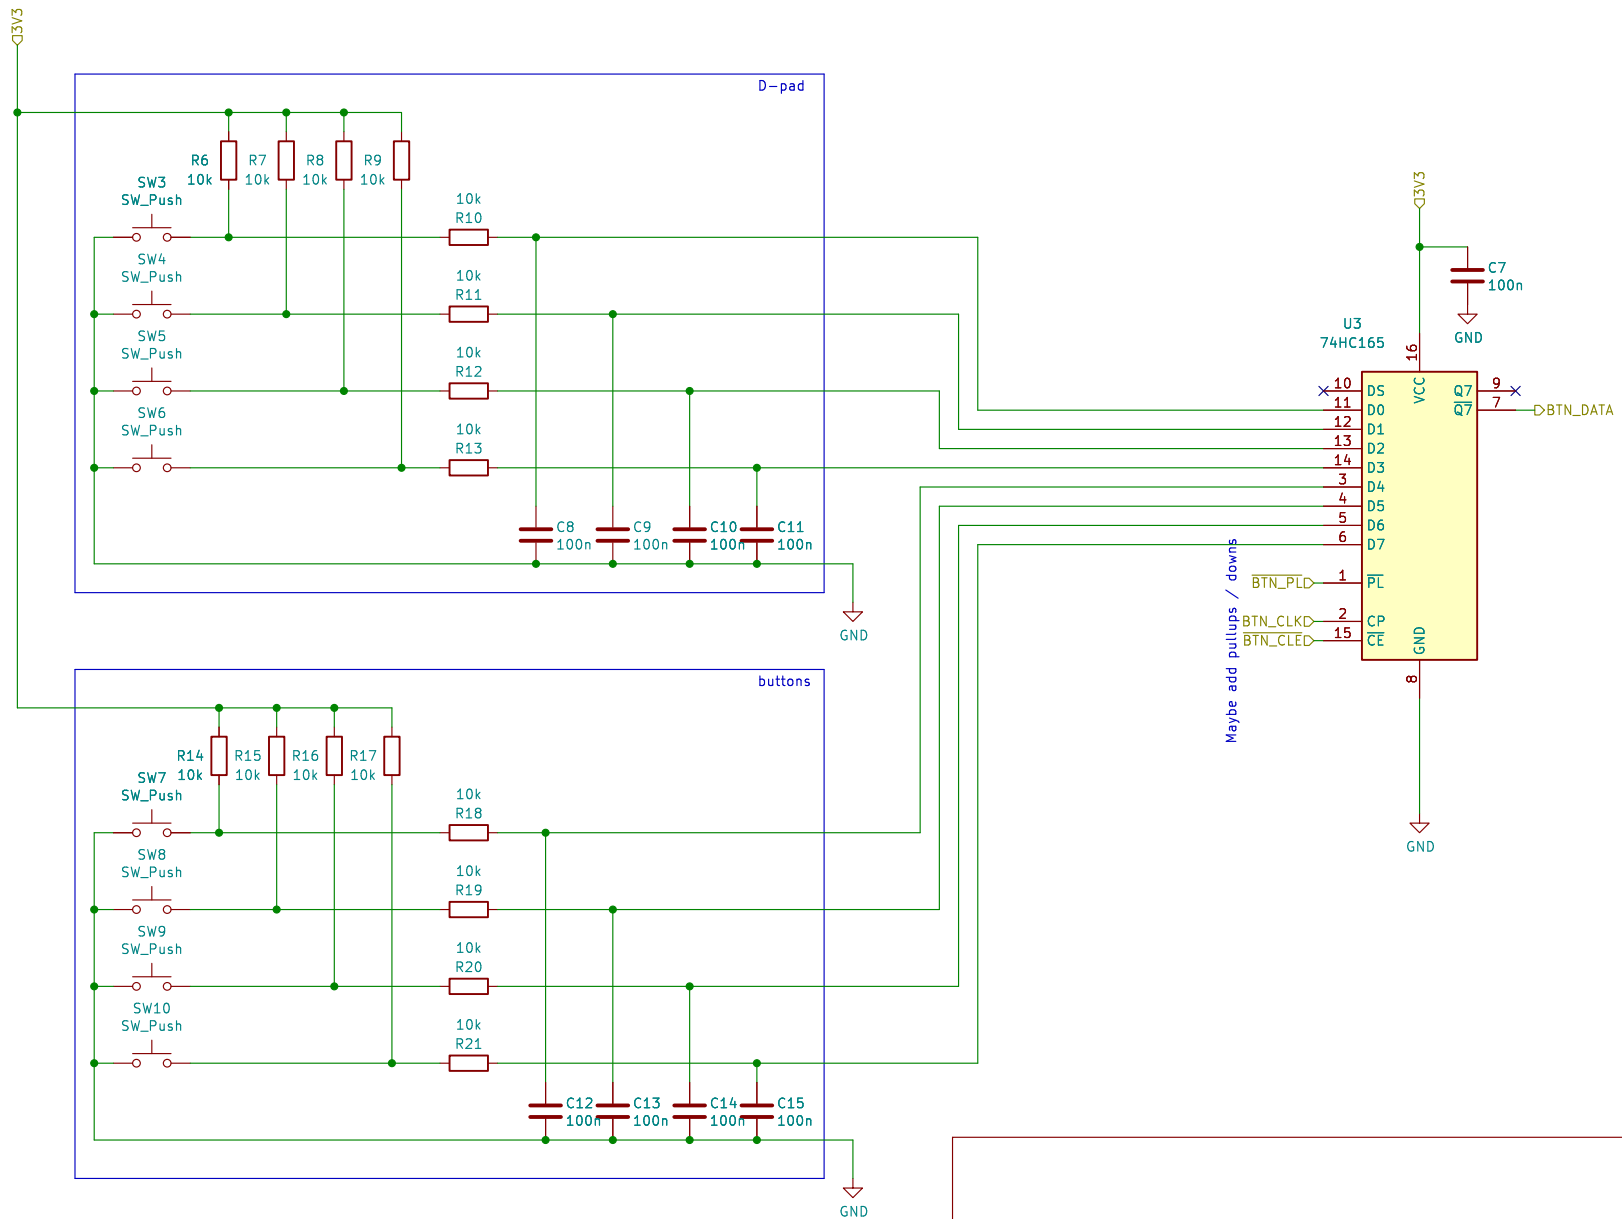 3V3
D-pad
R6
10k
R7
10k
R8
10k
R9
10k
SW3
SW_Push
10k
R10
SW4
SW_Push
10k
R11
SW5
SW_Push
10k
R12
SW6
SW_Push
10k
R13
C8
100n
C9
100n
C10
100n
C11
100n
GND
buttons
R14
10k
R15
10k
R16
10k
R17
10k
SW7
SW_Push
10k
R18
SW8
SW_Push
10k
R19
SW9
SW_Push
10k
R20
SW10
SW_Push
10k
R21
C12
100n
C13
100n
C14
100n
C15
100n
GND
3V3
C7
100n
GND
U3
74HC165
16
VCC
10 DS
11 D0
12 D1
13 D2
14 D3
3 D4
4 D5
5 D6
6 D7
BTN_PL 1 PL
BTN_CLK 2 CP
BTN_CLE 15 CE
Q7 9
Q7 7 BTN_DATA
GND
8
GND
Maybe add pullups / downs